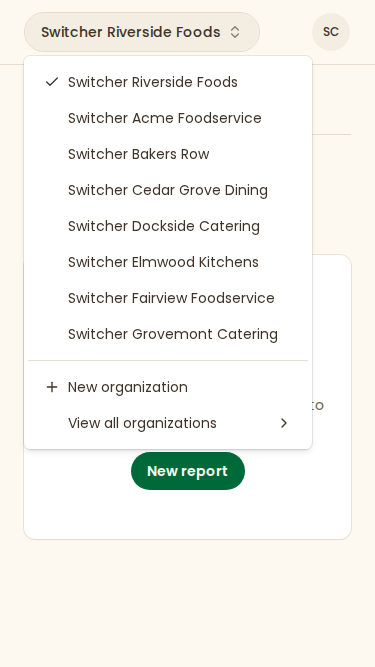 Switcher Riverside Foods
SC
Switcher Riverside Foods
Switcher Acme Foodservice
Switcher Bakers Row
Switcher Cedar Grove Dining
Switcher Dockside Catering
Switcher Elmwood Kitchens
Switcher Fairview Foodservice
Switcher Grovemont Catering
New organization
to
View all organizations
New report